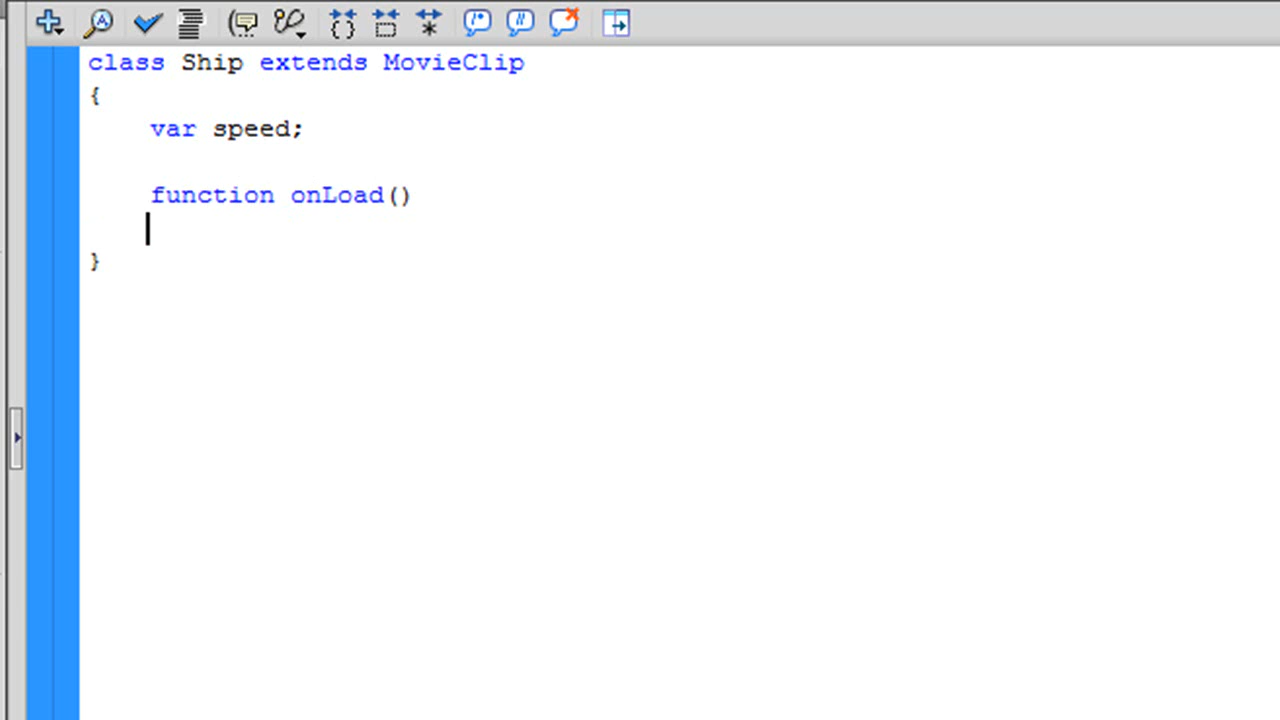 class Ship extends MovieClip
{
var speed;
function onLoad()
}